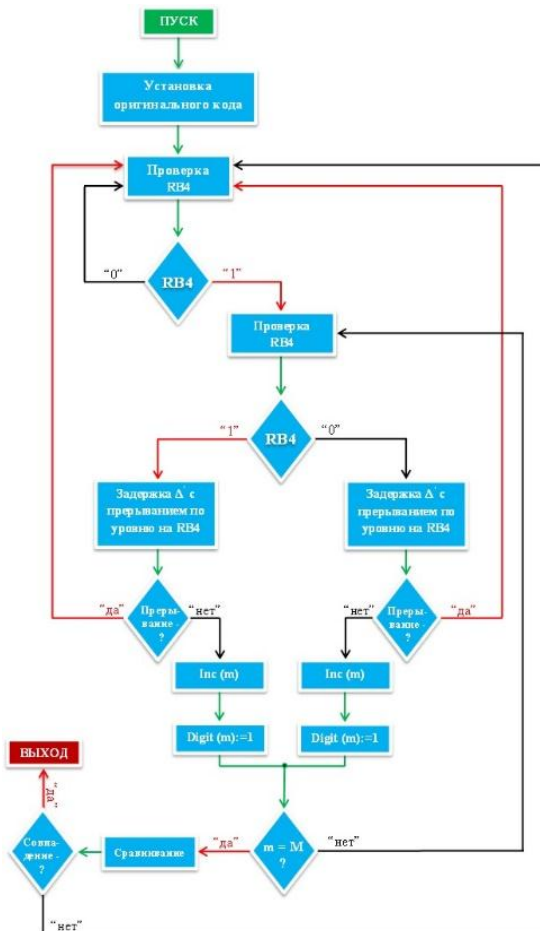 ПУСК
Установка
оригинального кода
Проверка
RB4
"0"
RB4
"1"
Проверка
RB4
"1"
RB4
"0"
Задержка Δ` с
прерыванием по
уровню на RB4
Задержка Δ` с
прерыванием по
уровню на RB4
"да"
Преры-
вание -
?
"нет"
"нет"
Преры-
вание -
?
"да"
Inc (m)
Inc (m)
Digit (m):=1
Digit (m):=1
ВЫХОД
"да"
Совпа-
дение -
?
Сравнивание
"да"
m = M
?
"нет"
"нет"